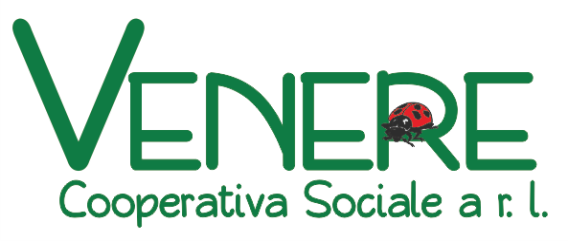 VENERE
Cooperativa Sociale a r. l.